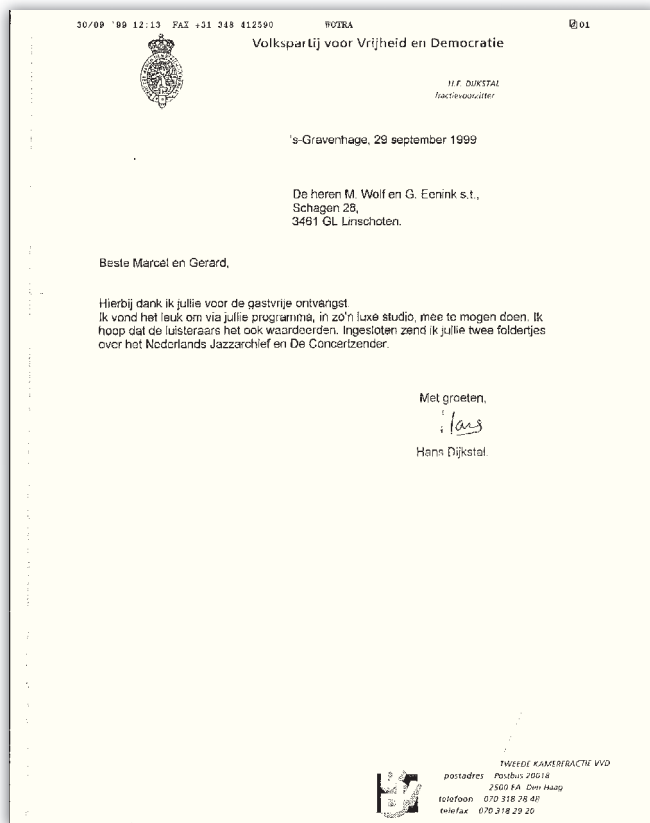 30/09 '99 12:13 FAX +31 348 412590 WOTRA 01
Volkspartij voor Vrijheid en Democratie
H.F. DIJKSTAL
fractievoorzitter
's-Gravenhage, 29 september 1999
De heren M. Wolf en G. Eenink s.t.,
Schagen 26,
3461 GL Linschoten.
Beste Marcel en Gerard,
Hierbij dank ik jullie voor de gastvrije ontvangst.
Ik vond het leuk om via jullie programma, in zo'n luxe studio, mee te mogen doen. Ik
hoop dat de luisteraars het ook waardeerden. Ingesloten zend ik jullie twee foldertjes
over het Nederlands Jazzarchief en De Concertzender.
Met groeten,
Hans
Hans Dijkstal.
TWEEDE KAMERFRACTIE VVD
postadres Postbus 20018
2500 EA Den Haag
telefoon 070 318 28 48
telefax 070 318 29 20